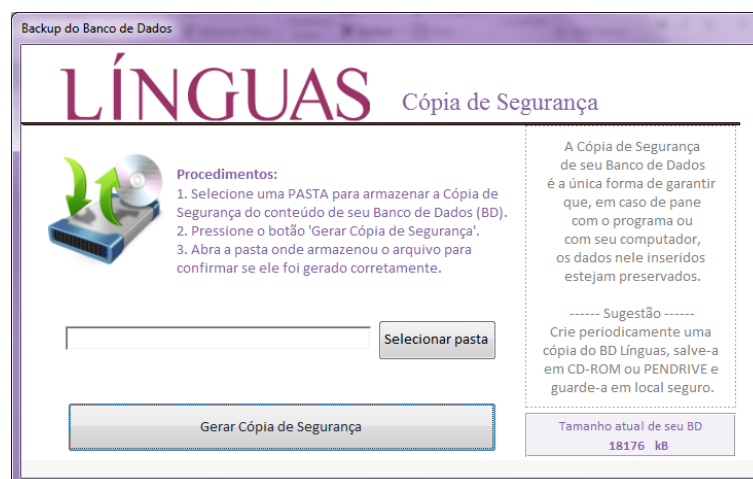 Backup do Banco de Dados
LÍNGUAS
Cópia de Segurança
Procedimentos:
1. Selecione uma PASTA para armazenar a Cópia de
Segurança do conteúdo de seu Banco de Dados (BD).
2. Pressione o botão 'Gerar Cópia de Segurança'.
3. Abra a pasta onde armazenou o arquivo para
confirmar se ele foi gerado corretamente.
Selecionar pasta
Gerar Cópia de Segurança
A Cópia de Segurança
de seu Banco de Dados
é a única forma de garantir
que, em caso de pane
com o programa ou
com seu computador,
os dados nele inseridos
estejam preservados.
------ Sugestão ------
Crie periodicamente uma
cópia do BD Línguas, salve-a
em CD-ROM ou PENDRIVE e
guarde-a em local seguro.
Tamanho atual de seu BD
18176 kB